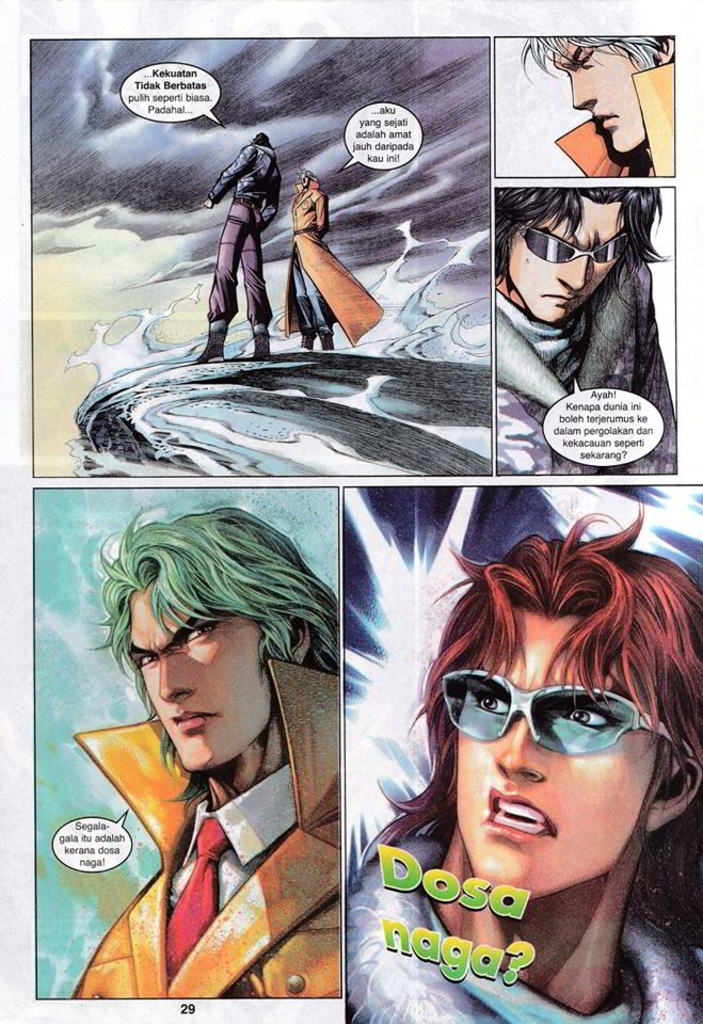 ...Kekuatan
Tidak Berbatas
pulih seperti biasa.
Padahal...
...aku
yang sejati
adalah amat
jauh daripada
kau ini!
Ayah!
Kenapa dunia ini
boleh terjerumus ke
dalam pergolakan dan
kekacauan seperti
sekarang?
Segala-
gala itu adalah
kerana dosa
naga!
Dosa
naga?
29